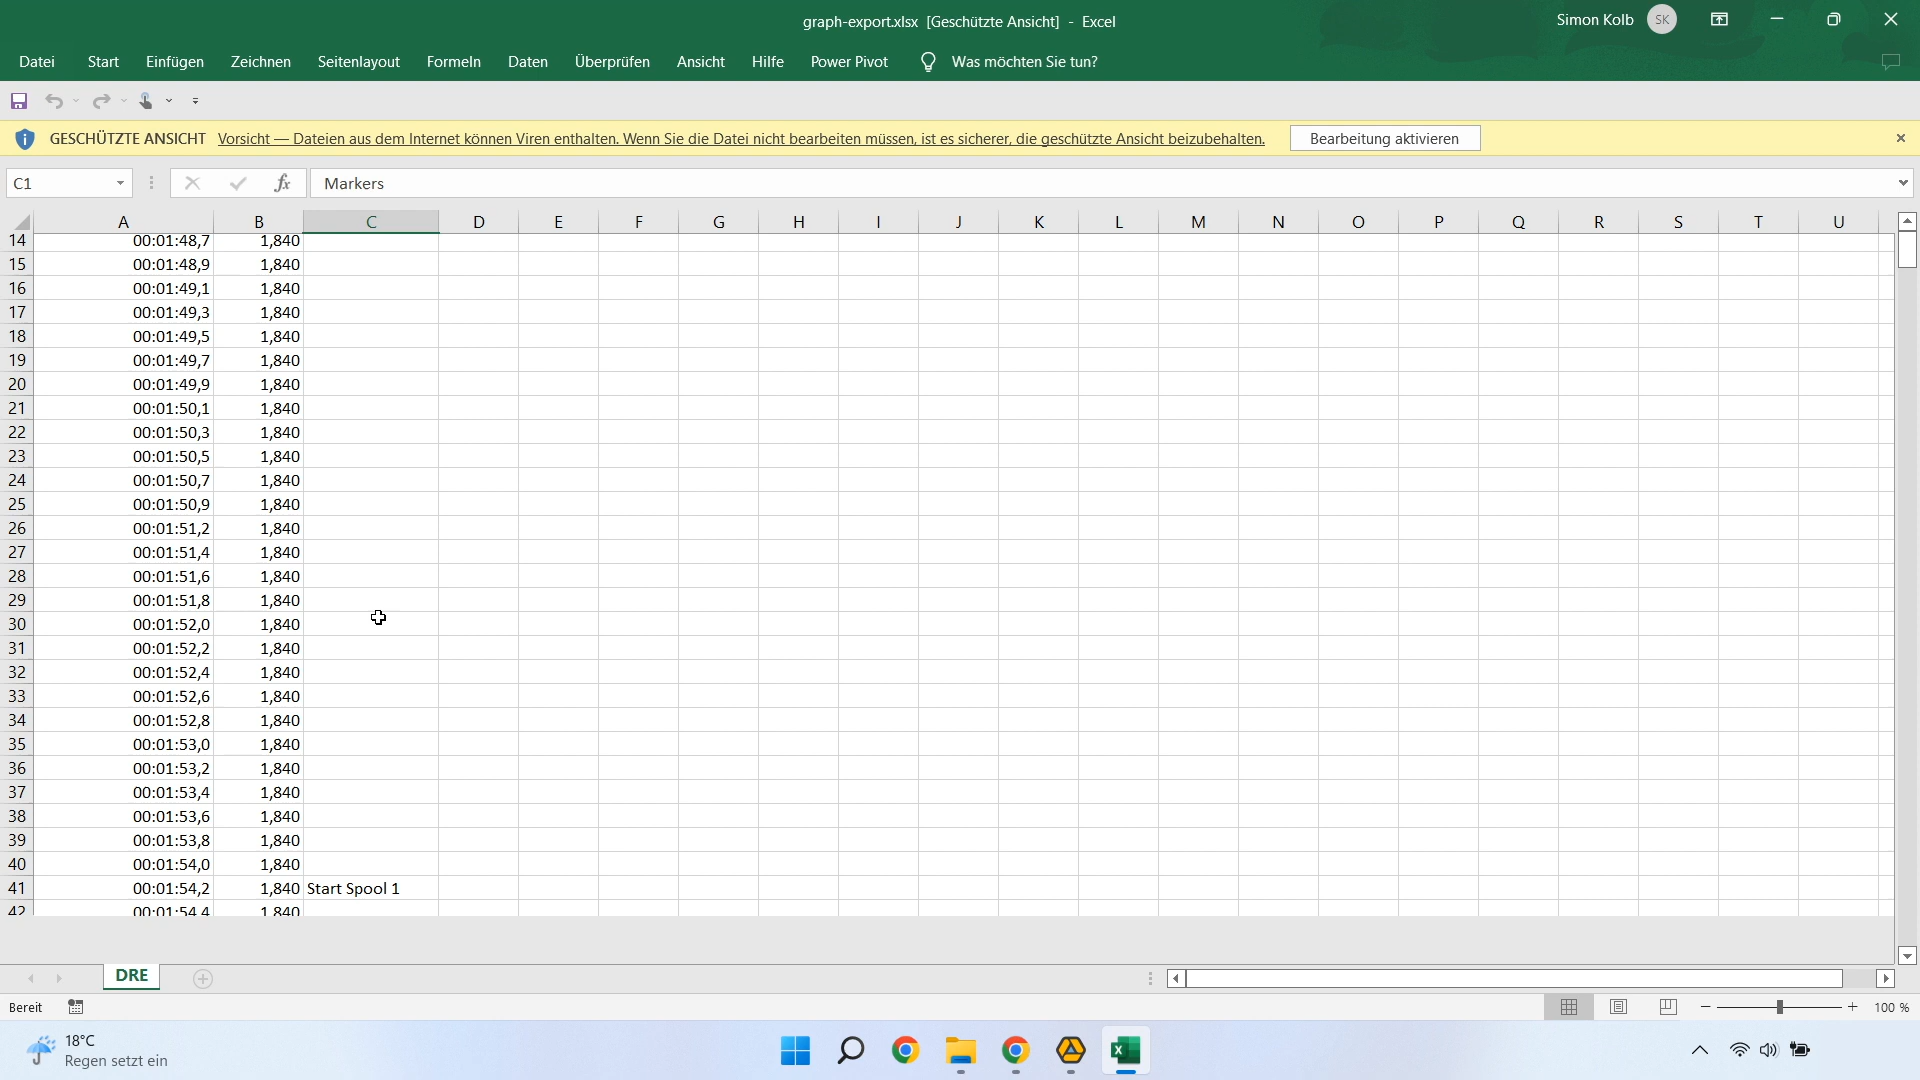 graph-export.xlsx [Geschützte Ansicht] - Excel
Simon Kolb SK
Datei Start Einfügen Zeichnen Seitenlayout Formeln Daten Überprüfen Ansicht Hilfe Power Pivot Was möchten Sie tun?
GESCHÜTZTE ANSICHT Vorsicht — Dateien aus dem Internet können Viren enthalten. Wenn Sie die Datei nicht bearbeiten müssen, ist es sicherer, die geschützte Ansicht beizubehalten. Bearbeitung aktivieren
C1 fx Markers
A B C D E F G H I J K L M N O P Q R S T U
14 00:01:48,7 1,840
15 00:01:48,9 1,840
16 00:01:49,1 1,840
17 00:01:49,3 1,840
18 00:01:49,5 1,840
19 00:01:49,7 1,840
20 00:01:49,9 1,840
21 00:01:50,1 1,840
22 00:01:50,3 1,840
23 00:01:50,5 1,840
24 00:01:50,7 1,840
25 00:01:50,9 1,840
26 00:01:51,2 1,840
27 00:01:51,4 1,840
28 00:01:51,6 1,840
29 00:01:51,8 1,840
30 00:01:52,0 1,840
31 00:01:52,2 1,840
32 00:01:52,4 1,840
33 00:01:52,6 1,840
34 00:01:52,8 1,840
35 00:01:53,0 1,840
36 00:01:53,2 1,840
37 00:01:53,4 1,840
38 00:01:53,6 1,840
39 00:01:53,8 1,840
40 00:01:54,0 1,840
41 00:01:54,2 1,840 Start Spool 1
42 00:01:54,4 1,840
DRE
Bereit
100 %
18°C
Regen setzt ein